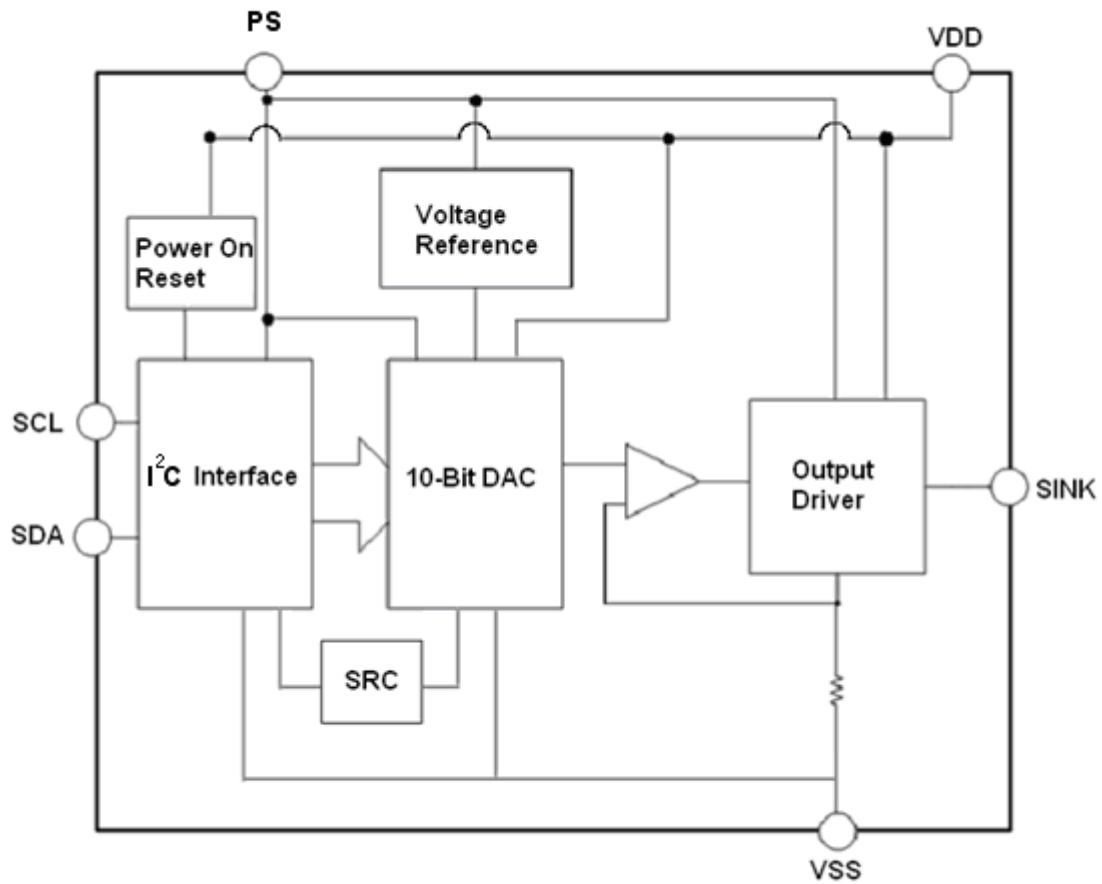 PS
VDD
Voltage
Reference
Power On
Reset
SCL
I²C Interface
10-Bit DAC
Output
Driver
SINK
SDA
SRC
VSS